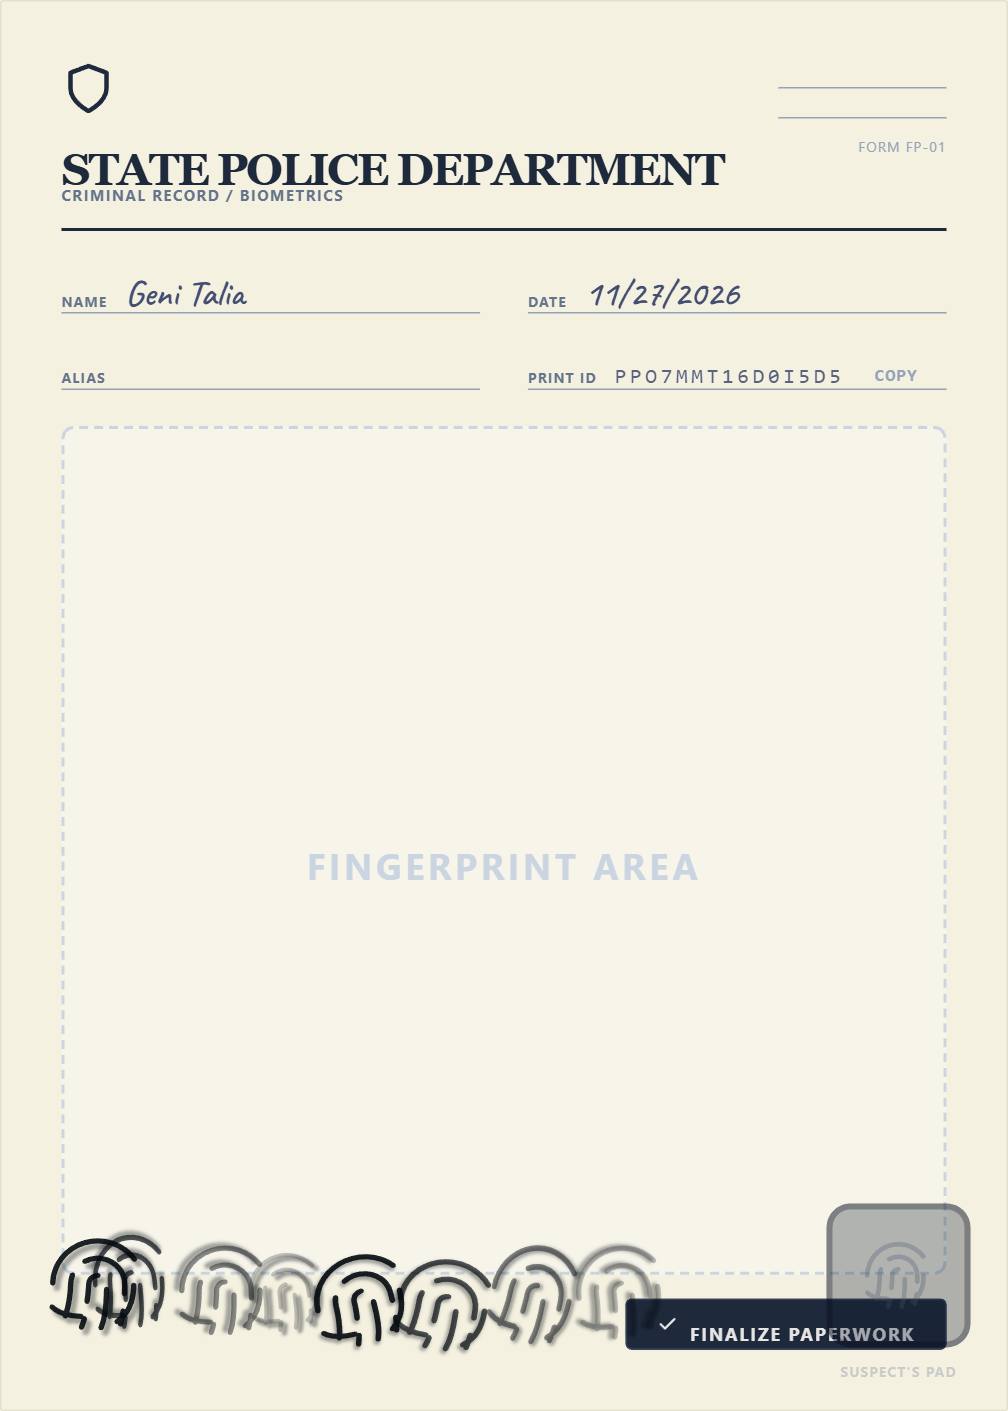 FORM FP-01
STATE POLICE DEPARTMENT
CRIMINAL RECORD / BIOMETRICS
NAME Geni Talia
DATE 11/27/2026
ALIAS
PRINT ID PPO7MMT16D0I5D5 COPY
FINGERPRINT AREA
FINALIZE PAPERWORK
SUSPECT'S PAD